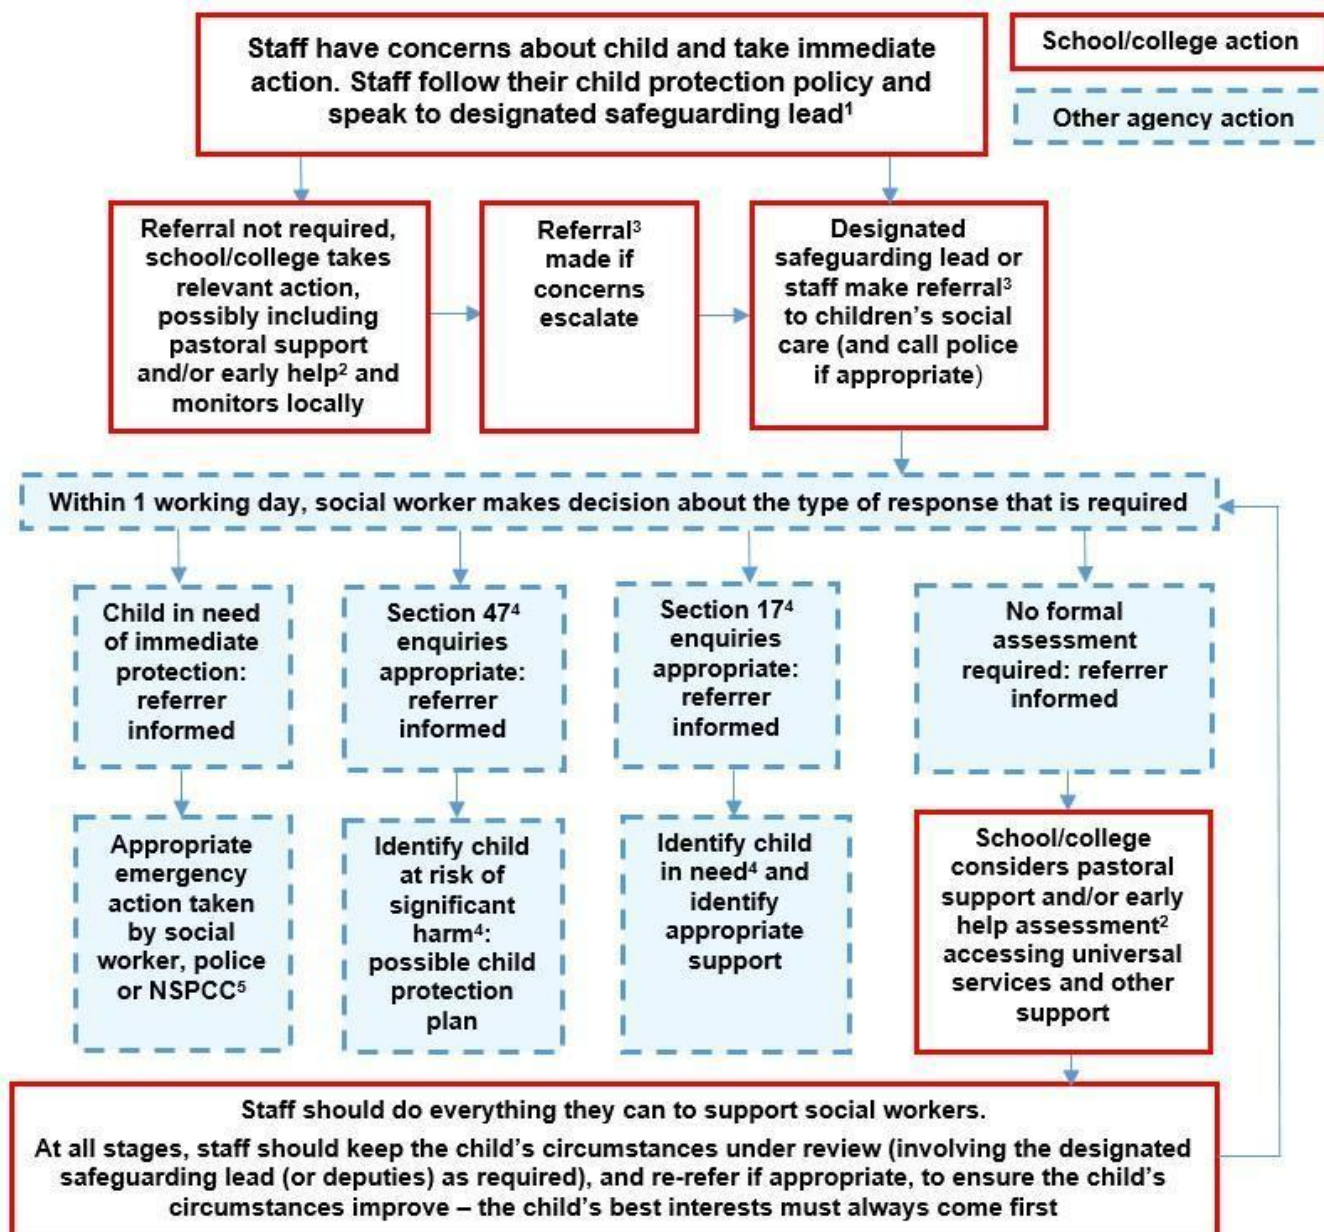 Staff have concerns about child and take immediate
action. Staff follow their child protection policy and
speak to designated safeguarding lead¹
School/college action
Other agency action
Referral not required,
school/college takes
relevant action,
possibly including
pastoral support
and/or early help² and
monitors locally
Referral³
made if
concerns
escalate
Designated
safeguarding lead or
staff make referral³
to children’s social
care (and call police
if appropriate)
Within 1 working day, social worker makes decision about the type of response that is required
Child in need
of immediate
protection:
referrer
informed
Section 47⁴
enquiries
appropriate:
referrer
informed
Section 17⁴
enquiries
appropriate:
referrer
informed
No formal
assessment
required: referrer
informed
Appropriate
emergency
action taken
by social
worker, police
or NSPCC⁵
Identify child
at risk of
significant
harm⁴:
possible child
protection
plan
Identify child
in need⁴ and
identify
appropriate
support
School/college
considers pastoral
support and/or early
help assessment²
accessing universal
services and other
support
Staff should do everything they can to support social workers.
At all stages, staff should keep the child’s circumstances under review (involving the designated
safeguarding lead (or deputies) as required), and re-refer if appropriate, to ensure the child’s
circumstances improve – the child’s best interests must always come first